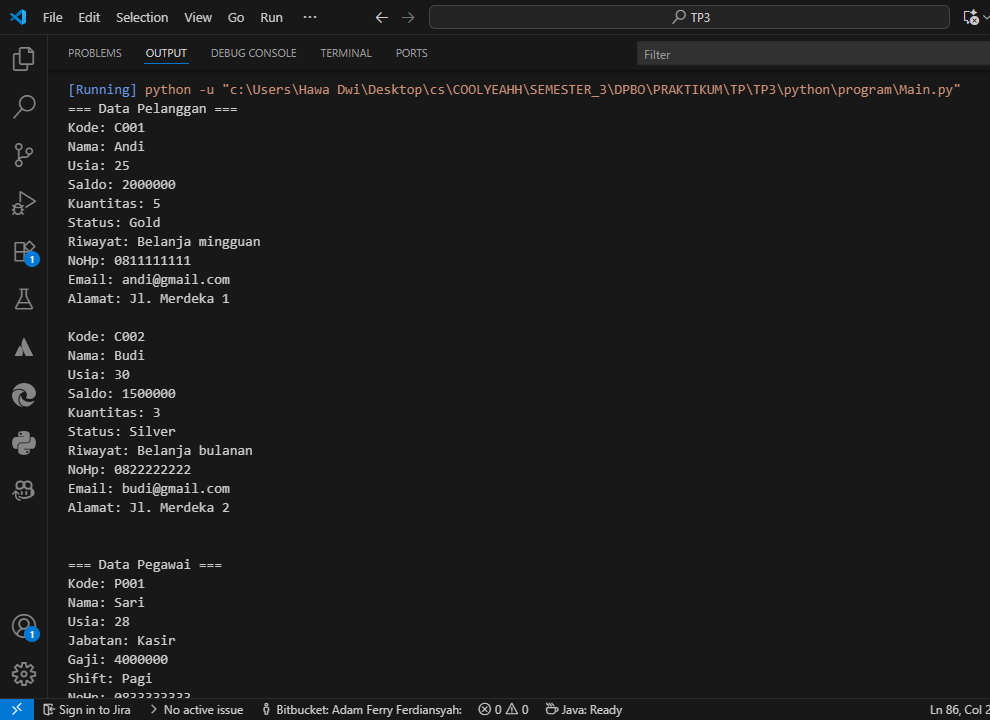 File Edit Selection View Go Run ··· TP3
PROBLEMS OUTPUT DEBUG CONSOLE TERMINAL PORTS Filter
[Running] python -u "c:\Users\Hawa Dwi\Desktop\cs\COOLYEAHH\SEMESTER_3\DPBO\PRAKTIKUM\TP\TP3\python\program\Main.py"
=== Data Pelanggan ===
Kode: C001
Nama: Andi
Usia: 25
Saldo: 2000000
Kuantitas: 5
Status: Gold
Riwayat: Belanja mingguan
NoHp: 0811111111
Email: andi@gmail.com
Alamat: Jl. Merdeka 1
Kode: C002
Nama: Budi
Usia: 30
Saldo: 1500000
Kuantitas: 3
Status: Silver
Riwayat: Belanja bulanan
NoHp: 0822222222
Email: budi@gmail.com
Alamat: Jl. Merdeka 2
=== Data Pegawai ===
Kode: P001
Nama: Sari
Usia: 28
Jabatan: Kasir
Gaji: 4000000
Shift: Pagi
NoHp:
1
1
Sign in to Jira No active issue Bitbucket: Adam Ferry Ferdiansyah: 0 0 Java: Ready Ln 86, Col